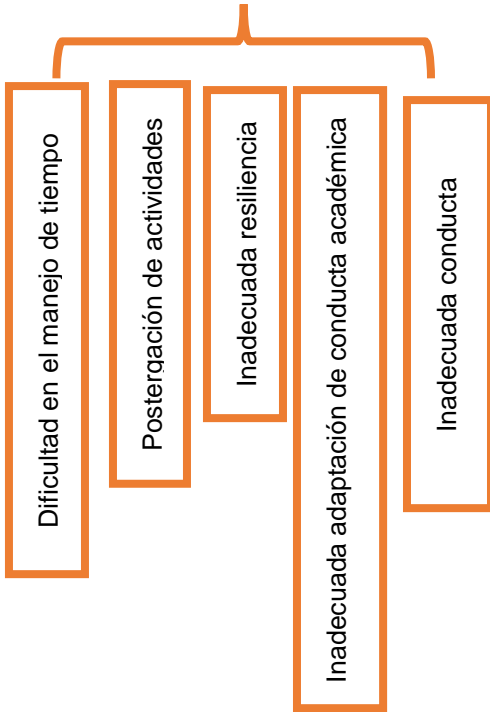 Dificultad en el manejo de tiempo
Postergación de actividades
Inadecuada resiliencia
Inadecuada adaptación de conducta académica
Inadecuada conducta